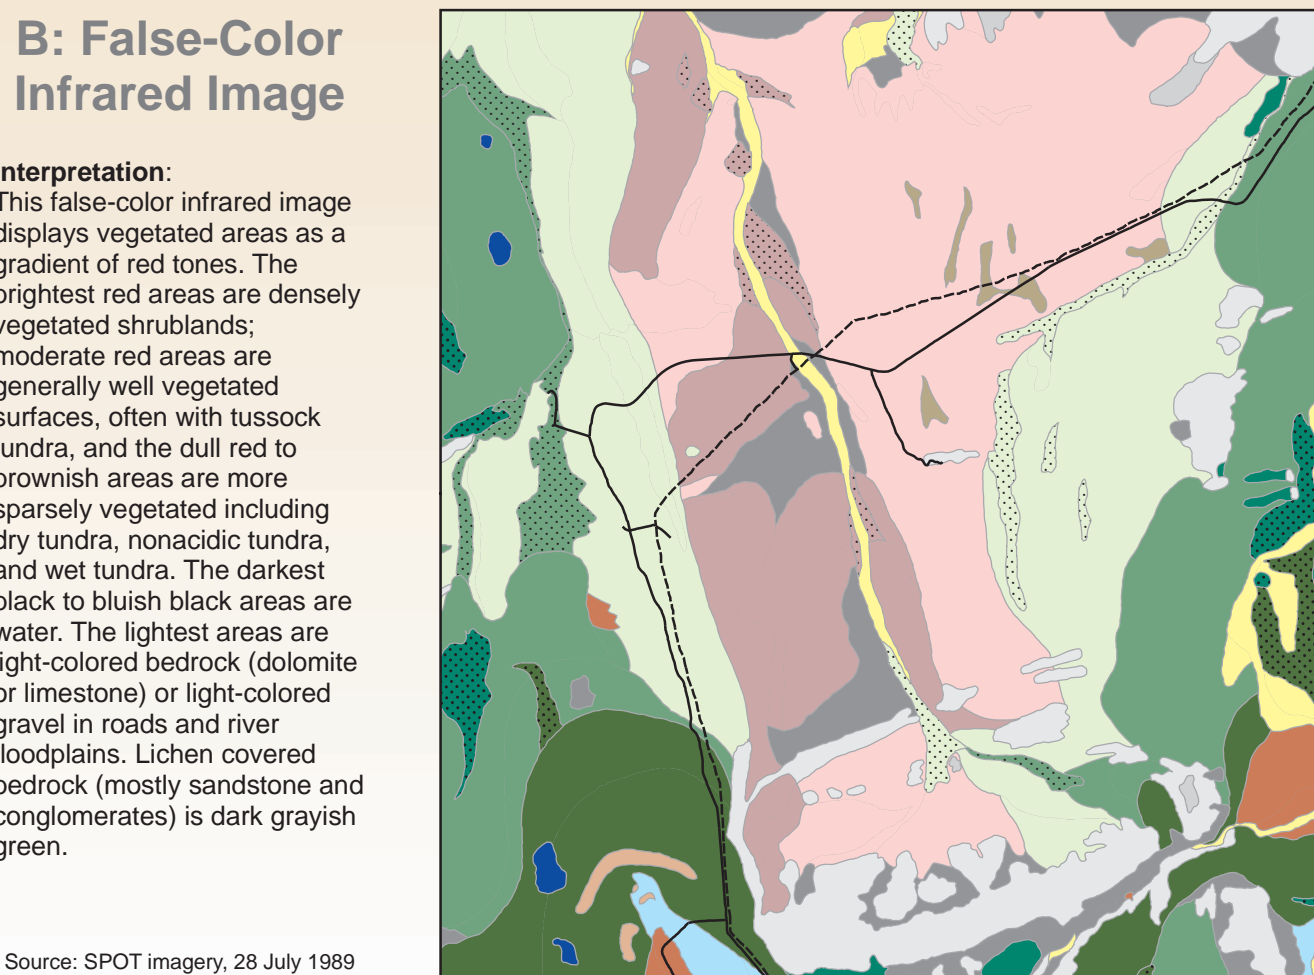 B: False-Color
Infrared Image
nterpretation:
This false-color infrared image
displays vegetated areas as a
gradient of red tones. The
brightest red areas are densely
vegetated shrublands;
moderate red areas are
generally well vegetated
surfaces, often with tussock
tundra, and the dull red to
brownish areas are more
sparsely vegetated including
dry tundra, nonacidic tundra,
and wet tundra. The darkest
black to bluish black areas are
water. The lightest areas are
light-colored bedrock (dolomite
or limestone) or light-colored
gravel in roads and river
floodplains. Lichen covered
bedrock (mostly sandstone and
conglomerates) is dark grayish
green.
Source: SPOT imagery, 28 July 1989